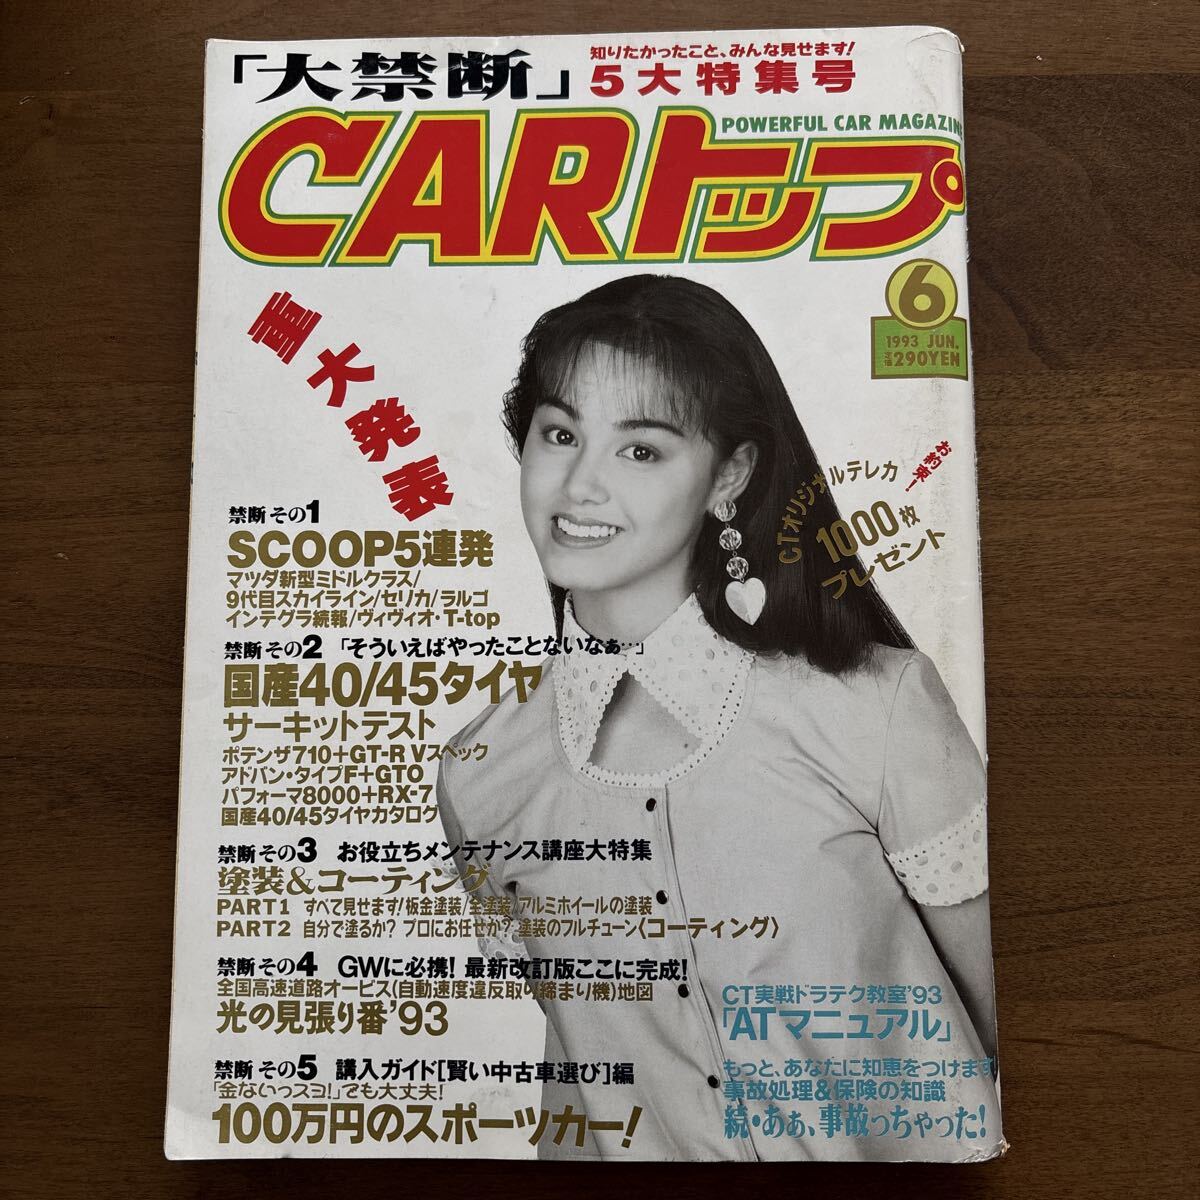 「大禁断」
知りたかったこと、みんな見せます!
5大特集号
POWERFUL CAR MAGAZINE
CARトップ
6
1993 JUN.
定価290YEN
重大発表
お約束!
CTオリジナルテレカ
1000枚
プレゼント
禁断その1
SCOOP5連発
マツダ新型ミドルクラス/
9代目スカイライン/セリカ/ラルゴ
インテグラ続報/ヴィヴィオ・T-top
禁断その2 「そういえばやったことないなぁ…」
国産40/45タイヤ
サーキットテスト
ポテンザ710+GT-R Vスペック
アドバン・タイプF+GTO
パフォーマ8000+RX-7
国産40/45タイヤカタログ
禁断その3 お役立ちメンテナンス講座大特集
塗装&コーティング
PART1 すべて見せます!板金塗装/全塗装/アルミホイールの塗装
PART2 自分で塗るか?プロにお任せか?塗装のフルチューン〈コーティング〉
禁断その4 GWに必携!最新改訂版ここに完成!
全国高速道路オービス(自動速度違反取り締まり機)地図
光の見張り番'93
禁断その5 講入ガイド[賢い中古車選び]編
「金ないっスヨ!」でも大丈夫!
100万円のスポーツカー!
CT実戦ドラテク教室'93
「ATマニュアル」
もっと、あなたに知恵をつけます
事故処理&保険の知識
続・あぁ、事故っちゃった!